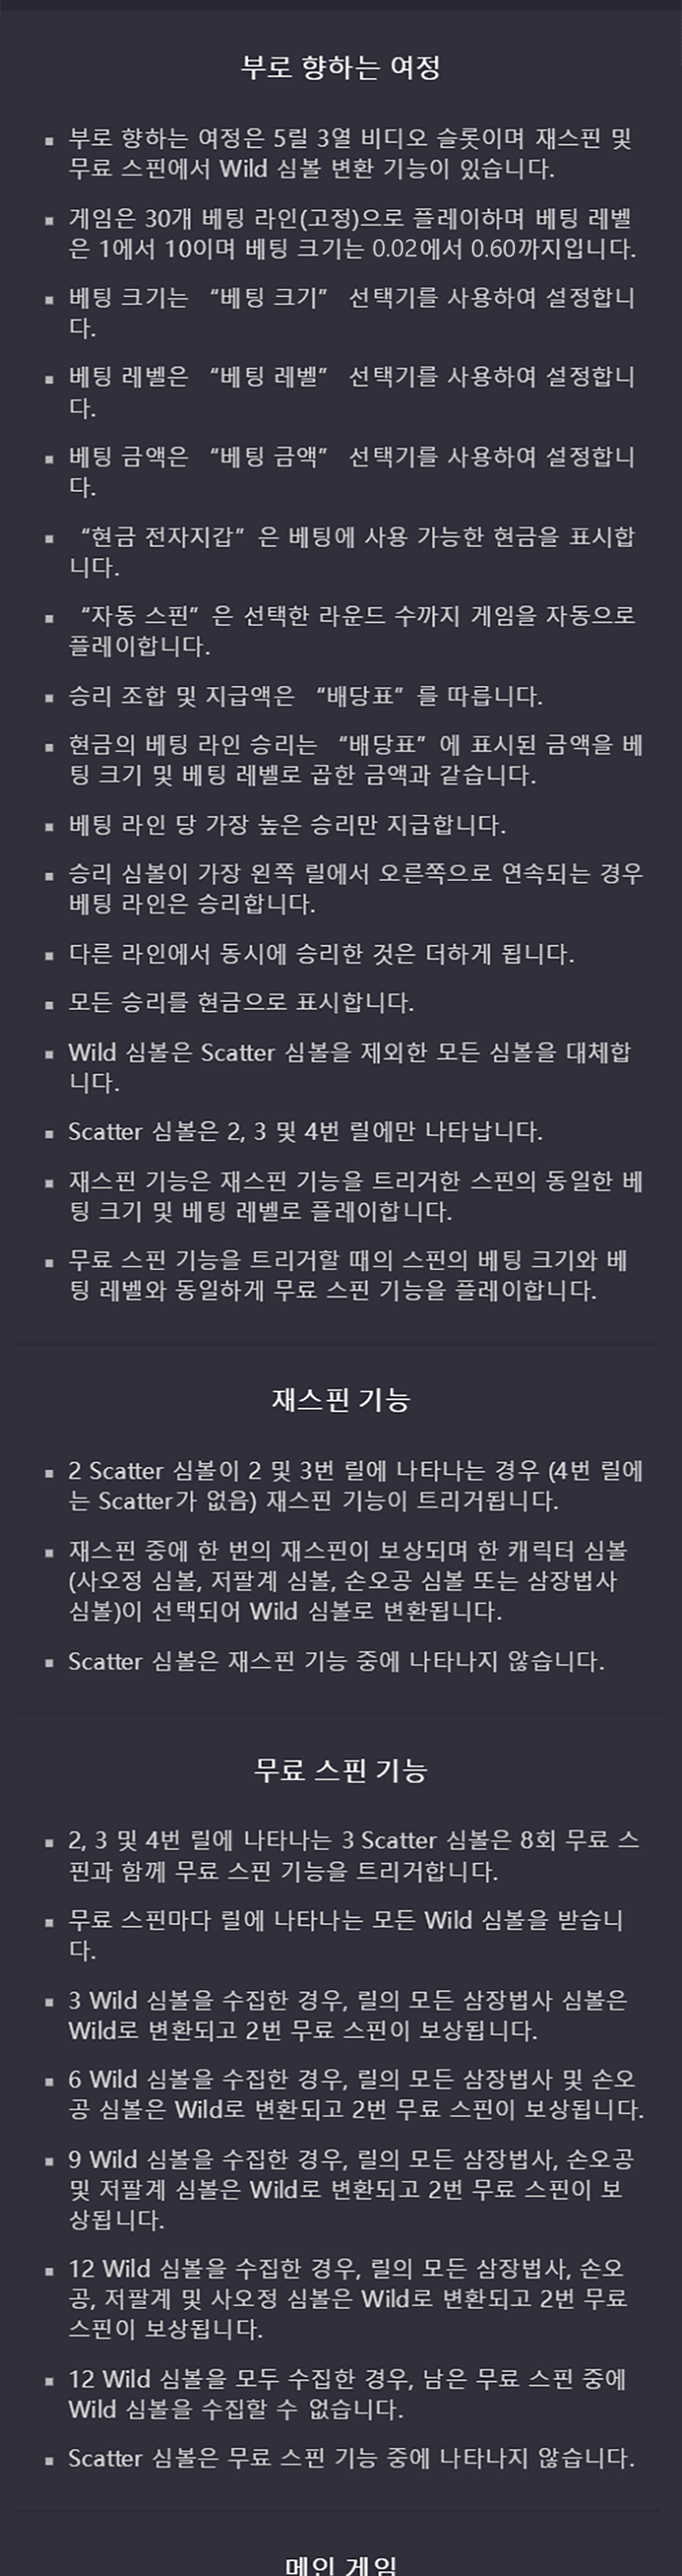 부로 향하는 여정
▪ 부로 향하는 여정은 5릴 3열 비디오 슬롯이며 재스핀 및
무료 스핀에서 Wild 심볼 변환 기능이 있습니다.
▪ 게임은 30개 베팅 라인(고정)으로 플레이하며 베팅 레벨
은 1에서 10이며 베팅 크기는 0.02에서 0.60까지입니다.
▪ 베팅 크기는 “베팅 크기” 선택기를 사용하여 설정합니
다.
▪ 베팅 레벨은 “베팅 레벨” 선택기를 사용하여 설정합니
다.
▪ 베팅 금액은 “베팅 금액” 선택기를 사용하여 설정합니
다.
▪ “현금 전자지갑”은 베팅에 사용 가능한 현금을 표시합
니다.
▪ “자동 스핀”은 선택한 라운드 수까지 게임을 자동으로
플레이합니다.
▪ 승리 조합 및 지급액은 “배당표”를 따릅니다.
▪ 현금의 베팅 라인 승리는 “배당표”에 표시된 금액을 베
팅 크기 및 베팅 레벨로 곱한 금액과 같습니다.
▪ 베팅 라인 당 가장 높은 승리만 지급합니다.
▪ 승리 심볼이 가장 왼쪽 릴에서 오른쪽으로 연속되는 경우
베팅 라인은 승리합니다.
▪ 다른 라인에서 동시에 승리한 것은 더하게 됩니다.
▪ 모든 승리를 현금으로 표시합니다.
▪ Wild 심볼은 Scatter 심볼을 제외한 모든 심볼을 대체합
니다.
▪ Scatter 심볼은 2, 3 및 4번 릴에만 나타납니다.
▪ 재스핀 기능은 재스핀 기능을 트리거한 스핀의 동일한 베
팅 크기 및 베팅 레벨로 플레이합니다.
▪ 무료 스핀 기능을 트리거할 때의 스핀의 베팅 크기와 베
팅 레벨와 동일하게 무료 스핀 기능을 플레이합니다.
재스핀 기능
▪ 2 Scatter 심볼이 2 및 3번 릴에 나타나는 경우 (4번 릴에
는 Scatter가 없음) 재스핀 기능이 트리거됩니다.
▪ 재스핀 중에 한 번의 재스핀이 보상되며 한 캐릭터 심볼
(사오정 심볼, 저팔계 심볼, 손오공 심볼 또는 삼장법사
심볼)이 선택되어 Wild 심볼로 변환됩니다.
▪ Scatter 심볼은 재스핀 기능 중에 나타나지 않습니다.
무료 스핀 기능
▪ 2, 3 및 4번 릴에 나타나는 3 Scatter 심볼은 8회 무료 스
핀과 함께 무료 스핀 기능을 트리거합니다.
▪ 무료 스핀마다 릴에 나타나는 모든 Wild 심볼을 받습니
다.
▪ 3 Wild 심볼을 수집한 경우, 릴의 모든 삼장법사 심볼은
Wild로 변환되고 2번 무료 스핀이 보상됩니다.
▪ 6 Wild 심볼을 수집한 경우, 릴의 모든 삼장법사 및 손오
공 심볼은 Wild로 변환되고 2번 무료 스핀이 보상됩니다.
▪ 9 Wild 심볼을 수집한 경우, 릴의 모든 삼장법사, 손오공
및 저팔계 심볼은 Wild로 변환되고 2번 무료 스핀이 보
상됩니다.
▪ 12 Wild 심볼을 수집한 경우, 릴의 모든 삼장법사, 손오
공, 저팔계 및 사오정 심볼은 Wild로 변환되고 2번 무료
스핀이 보상됩니다.
▪ 12 Wild 심볼을 모두 수집한 경우, 남은 무료 스핀 중에
Wild 심볼을 수집할 수 없습니다.
▪ Scatter 심볼은 무료 스핀 기능 중에 나타나지 않습니다.
메인 게임